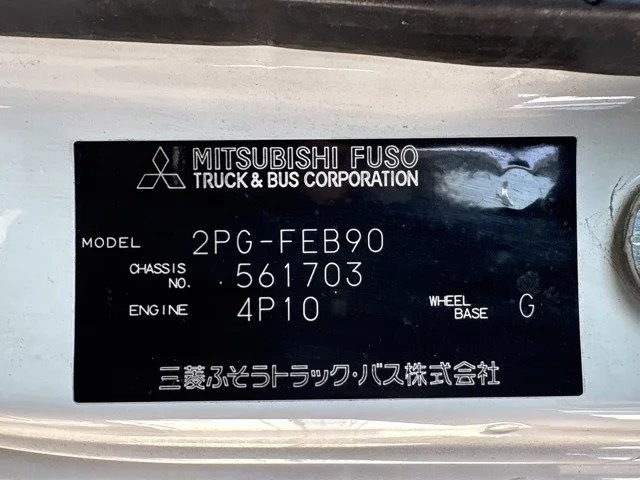 MITSUBISHI FUSO
TRUCK & BUS CORPORATION
MODEL 2PG-FEB90
CHASSIS NO. 561703
ENGINE 4P10 WHEEL BASE G
三菱ふそうトラック・バス株式会社